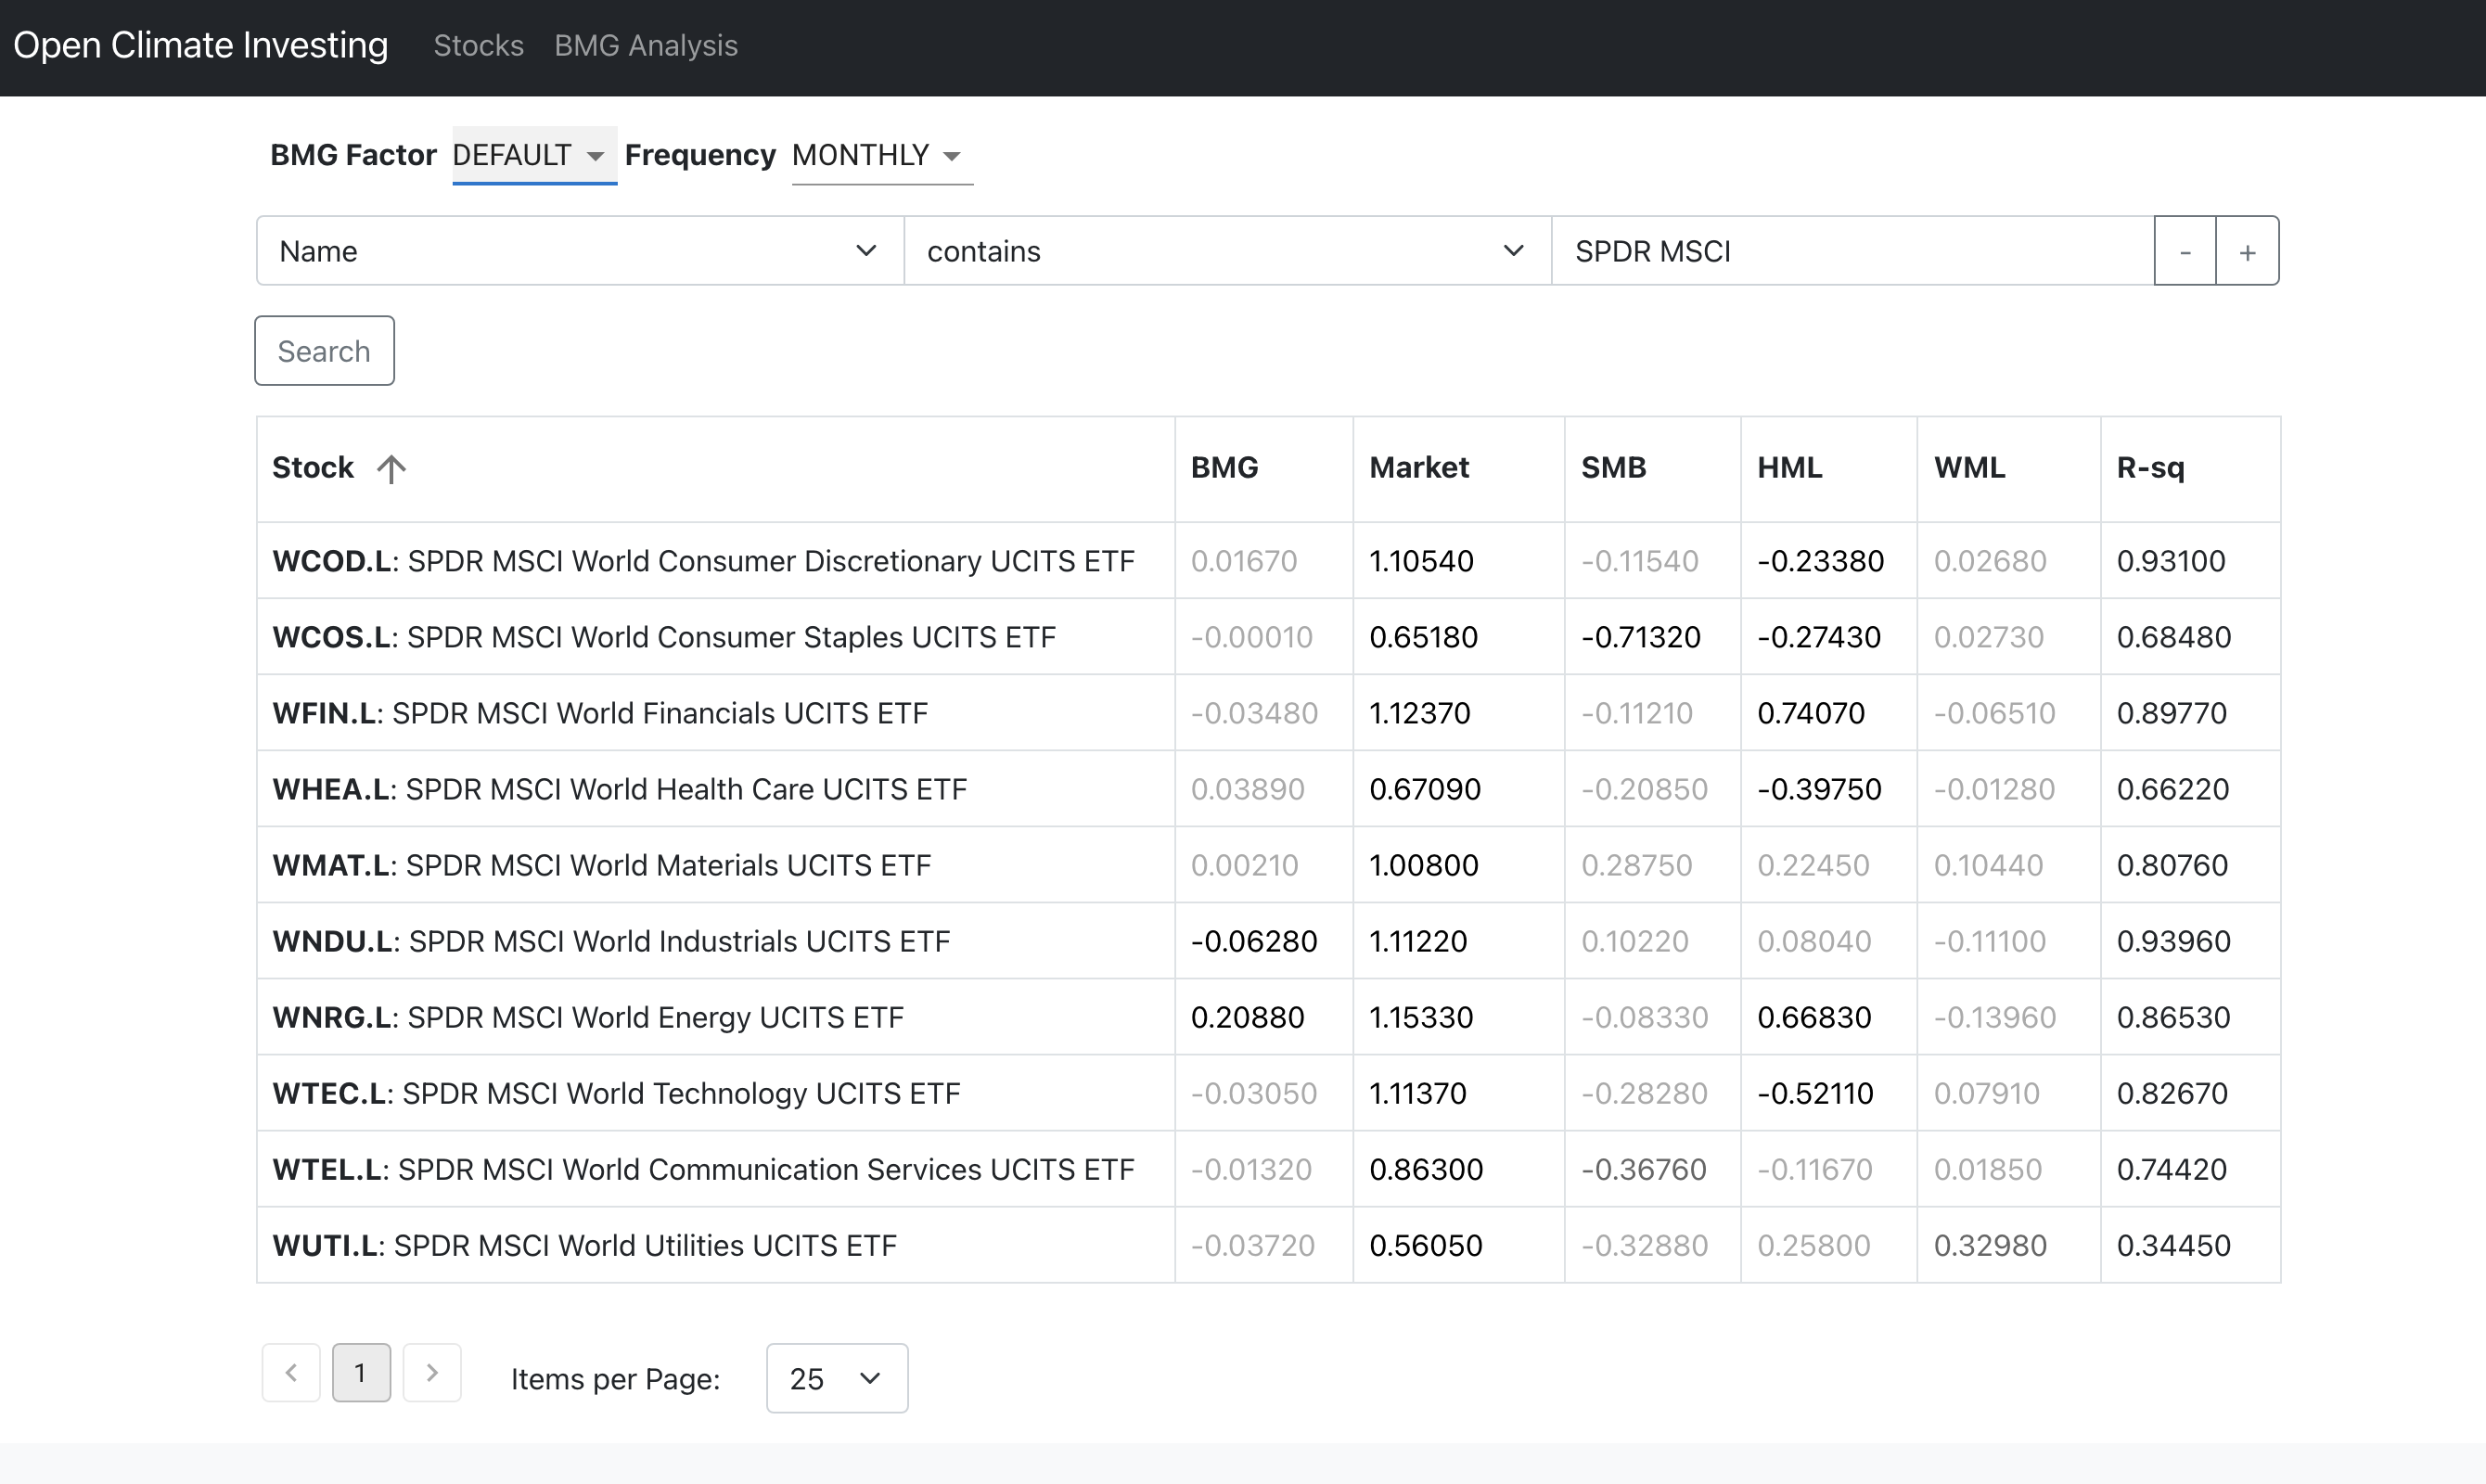 Open Climate Investing Stocks BMG Analysis
BMG Factor DEFAULT Frequency MONTHLY
Name contains SPDR MSCI - +
Search
Stock BMG Market SMB HML WML R-sq
WCOD.L: SPDR MSCI World Consumer Discretionary UCITS ETF 0.01670 1.10540 -0.11540 -0.23380 0.02680 0.93100
WCOS.L: SPDR MSCI World Consumer Staples UCITS ETF -0.00010 0.65180 -0.71320 -0.27430 0.02730 0.68480
WFIN.L: SPDR MSCI World Financials UCITS ETF -0.03480 1.12370 -0.11210 0.74070 -0.06510 0.89770
WHEA.L: SPDR MSCI World Health Care UCITS ETF 0.03890 0.67090 -0.20850 -0.39750 -0.01280 0.66220
WMAT.L: SPDR MSCI World Materials UCITS ETF 0.00210 1.00800 0.28750 0.22450 0.10440 0.80760
WNDU.L: SPDR MSCI World Industrials UCITS ETF -0.06280 1.11220 0.10220 0.08040 -0.11100 0.93960
WNRG.L: SPDR MSCI World Energy UCITS ETF 0.20880 1.15330 -0.08330 0.66830 -0.13960 0.86530
WTEC.L: SPDR MSCI World Technology UCITS ETF -0.03050 1.11370 -0.28280 -0.52110 0.07910 0.82670
WTEL.L: SPDR MSCI World Communication Services UCITS ETF -0.01320 0.86300 -0.36760 -0.11670 0.01850 0.74420
WUTI.L: SPDR MSCI World Utilities UCITS ETF -0.03720 0.56050 -0.32880 0.25800 0.32980 0.34450
1 Items per Page: 25